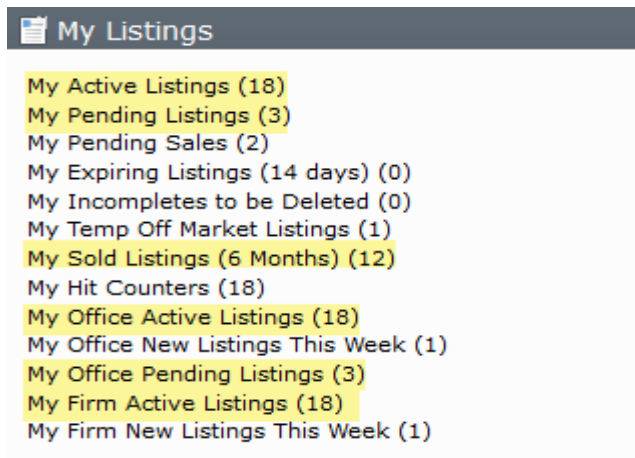 My Listings
My Active Listings (18)
My Pending Listings (3)
My Pending Sales (2)
My Expiring Listings (14 days) (0)
My Incompletes to be Deleted (0)
My Temp Off Market Listings (1)
My Sold Listings (6 Months) (12)
My Hit Counters (18)
My Office Active Listings (18)
My Office New Listings This Week (1)
My Office Pending Listings (3)
My Firm Active Listings (18)
My Firm New Listings This Week (1)